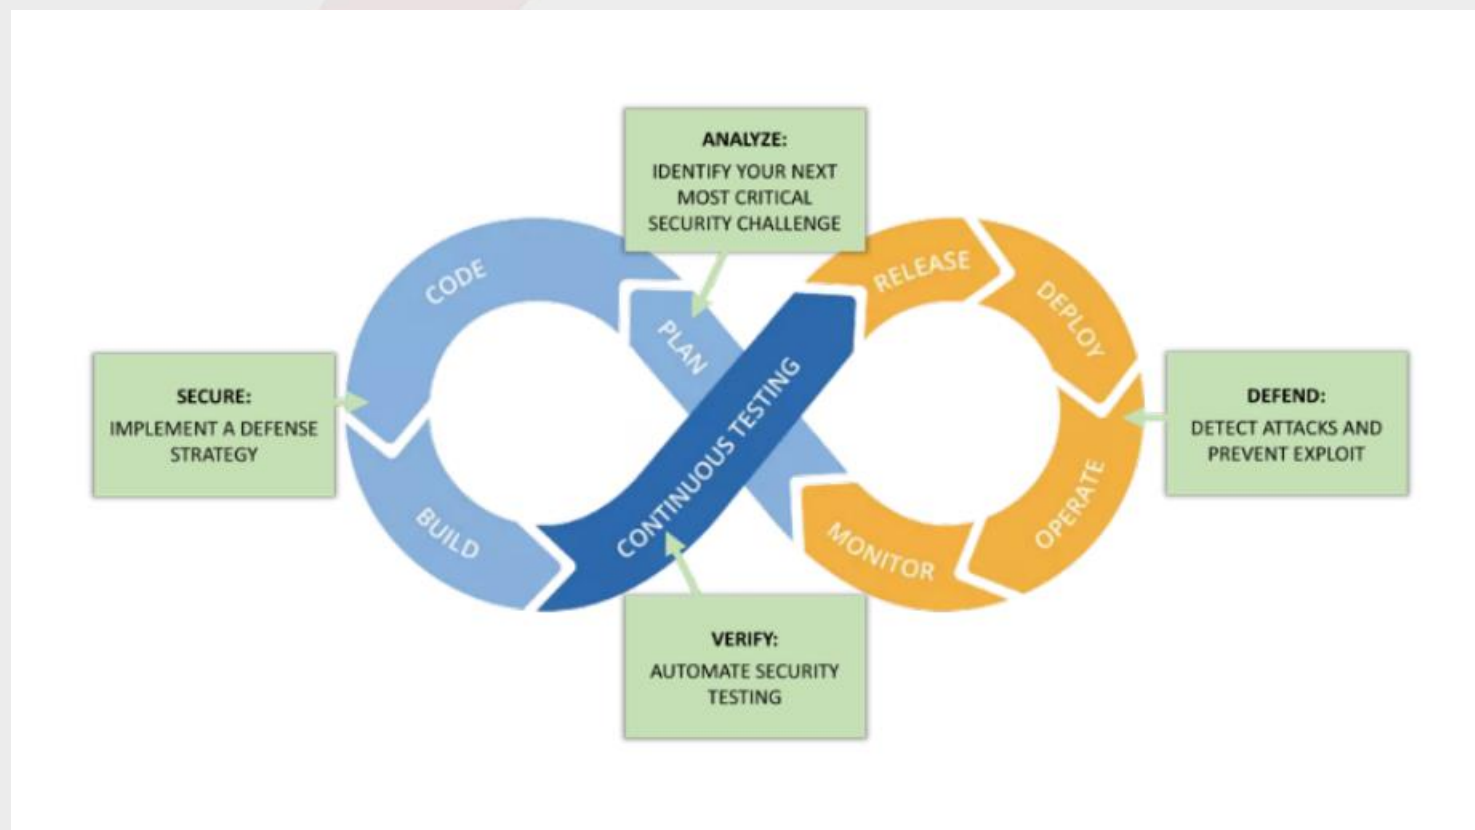 ANALYZE:
IDENTIFY YOUR NEXT
MOST CRITICAL
SECURITY CHALLENGE
CODE
PLAN
RELEASE
DEPLOY
SECURE:
IMPLEMENT A DEFENSE
STRATEGY
CONTINUOUS TESTING
DEFEND:
DETECT ATTACKS AND
PREVENT EXPLOIT
BUILD
MONITOR
OPERATE
VERIFY:
AUTOMATE SECURITY
TESTING